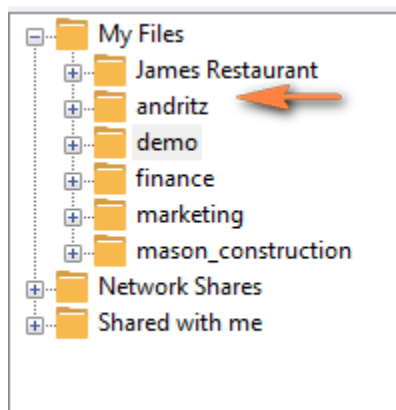 My Files
James Restaurant
andritz
demo
finance
marketing
mason_construction
Network Shares
Shared with me